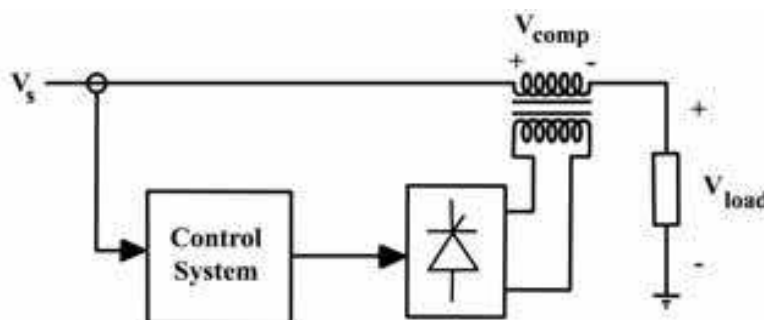 V_comp
+ -
V_s
+
Control
System
V_load
-